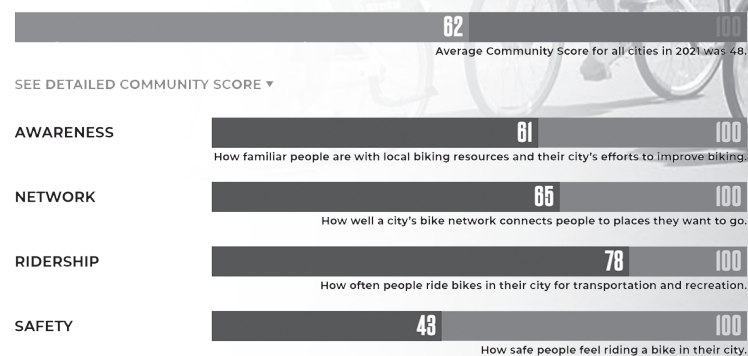 62 100
Average Community Score for all cities in 2021 was 48.
SEE DETAILED COMMUNITY SCORE ▼
AWARENESS 61 100
How familiar people are with local biking resources and their city's efforts to improve biking.
NETWORK 65 100
How well a city's bike network connects people to places they want to go.
RIDERSHIP 78 100
How often people ride bikes in their city for transportation and recreation.
SAFETY 43 100
How safe people feel riding a bike in their city.